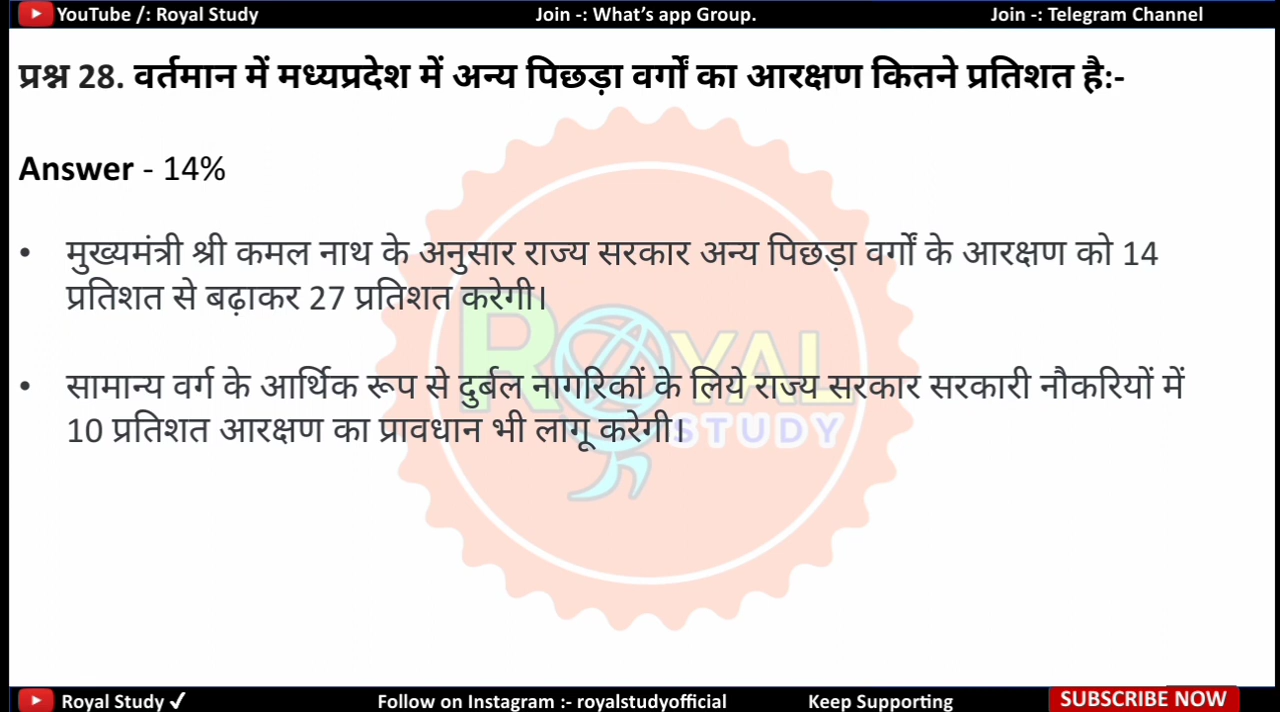 YouTube /: Royal Study
Join -: What's app Group.
Join -: Telegram Channel
प्रश्न 28. वर्तमान में मध्यप्रदेश में अन्य पिछड़ा वर्गों का आरक्षण कितने प्रतिशत है:-
Answer - 14%
• मुख्यमंत्री श्री कमल नाथ के अनुसार राज्य सरकार अन्य पिछड़ा वर्गों के आरक्षण को 14
प्रतिशत से बढ़ाकर 27 प्रतिशत करेगी।
• सामान्य वर्ग के आर्थिक रूप से दुर्बल नागरिकों के लिये राज्य सरकार सरकारी नौकरियों में
10 प्रतिशत आरक्षण का प्रावधान भी लागू करेगी।
ROYAL
STUDY
Royal Study ✓
Follow on Instagram :- royalstudyofficial
Keep Supporting
SUBSCRIBE NOW